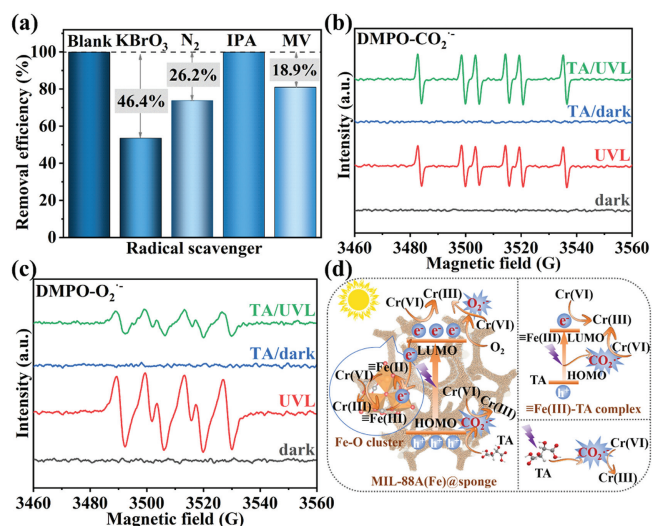 (a)
Blank KBrO₃ N₂ IPA MV
100
80
60
40
20
0
46.4%
26.2%
18.9%
Removal efficiency (%)
Radical scavenger
(b)
DMPO-CO₂˙⁻
TA/UVL
TA/dark
UVL
dark
Intensity (a.u.)
3460 3500 3520 3540 3560
Magnetic field (G)
(c)
DMPO-O₂˙⁻
TA/UVL
TA/dark
UVL
dark
Intensity (a.u.)
3460 3480 3500 3520 3540 3560
Magnetic field (G)
(d)
Cr(III)
Cr(VI)
O₂˙⁻
Cr(VI)
e⁻ e⁻ e⁻
O₂
LUMO
e⁻
≡Fe(II)
Cr(VI)
e⁻
Cr(III)
≡Fe(III)
Cr(VI)
Cr(III)
HOMO
CO₂˙⁻
Fe-O cluster
h⁺ h⁺ h⁺
TA
MIL-88A(Fe)@sponge
Cr(VI)
e⁻
Cr(III)
≡Fe(III) LUMO
Cr(VI)
CO₂˙⁻
HOMO
TA
h⁺
≡Fe(III)-TA complex
TA
CO₂˙⁻
Cr(VI)
Cr(III)